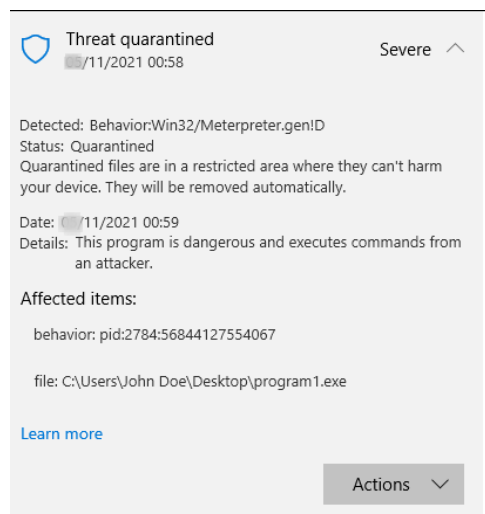 Threat quarantined
/11/2021 00:58
Severe
Detected: Behavior:Win32/Meterpreter.gen!D
Status: Quarantined
Quarantined files are in a restricted area where they can't harm
your device. They will be removed automatically.
Date: /11/2021 00:59
Details: This program is dangerous and executes commands from
an attacker.
Affected items:
behavior: pid:2784:56844127554067
file: C:\Users\John Doe\Desktop\program1.exe
Learn more
Actions